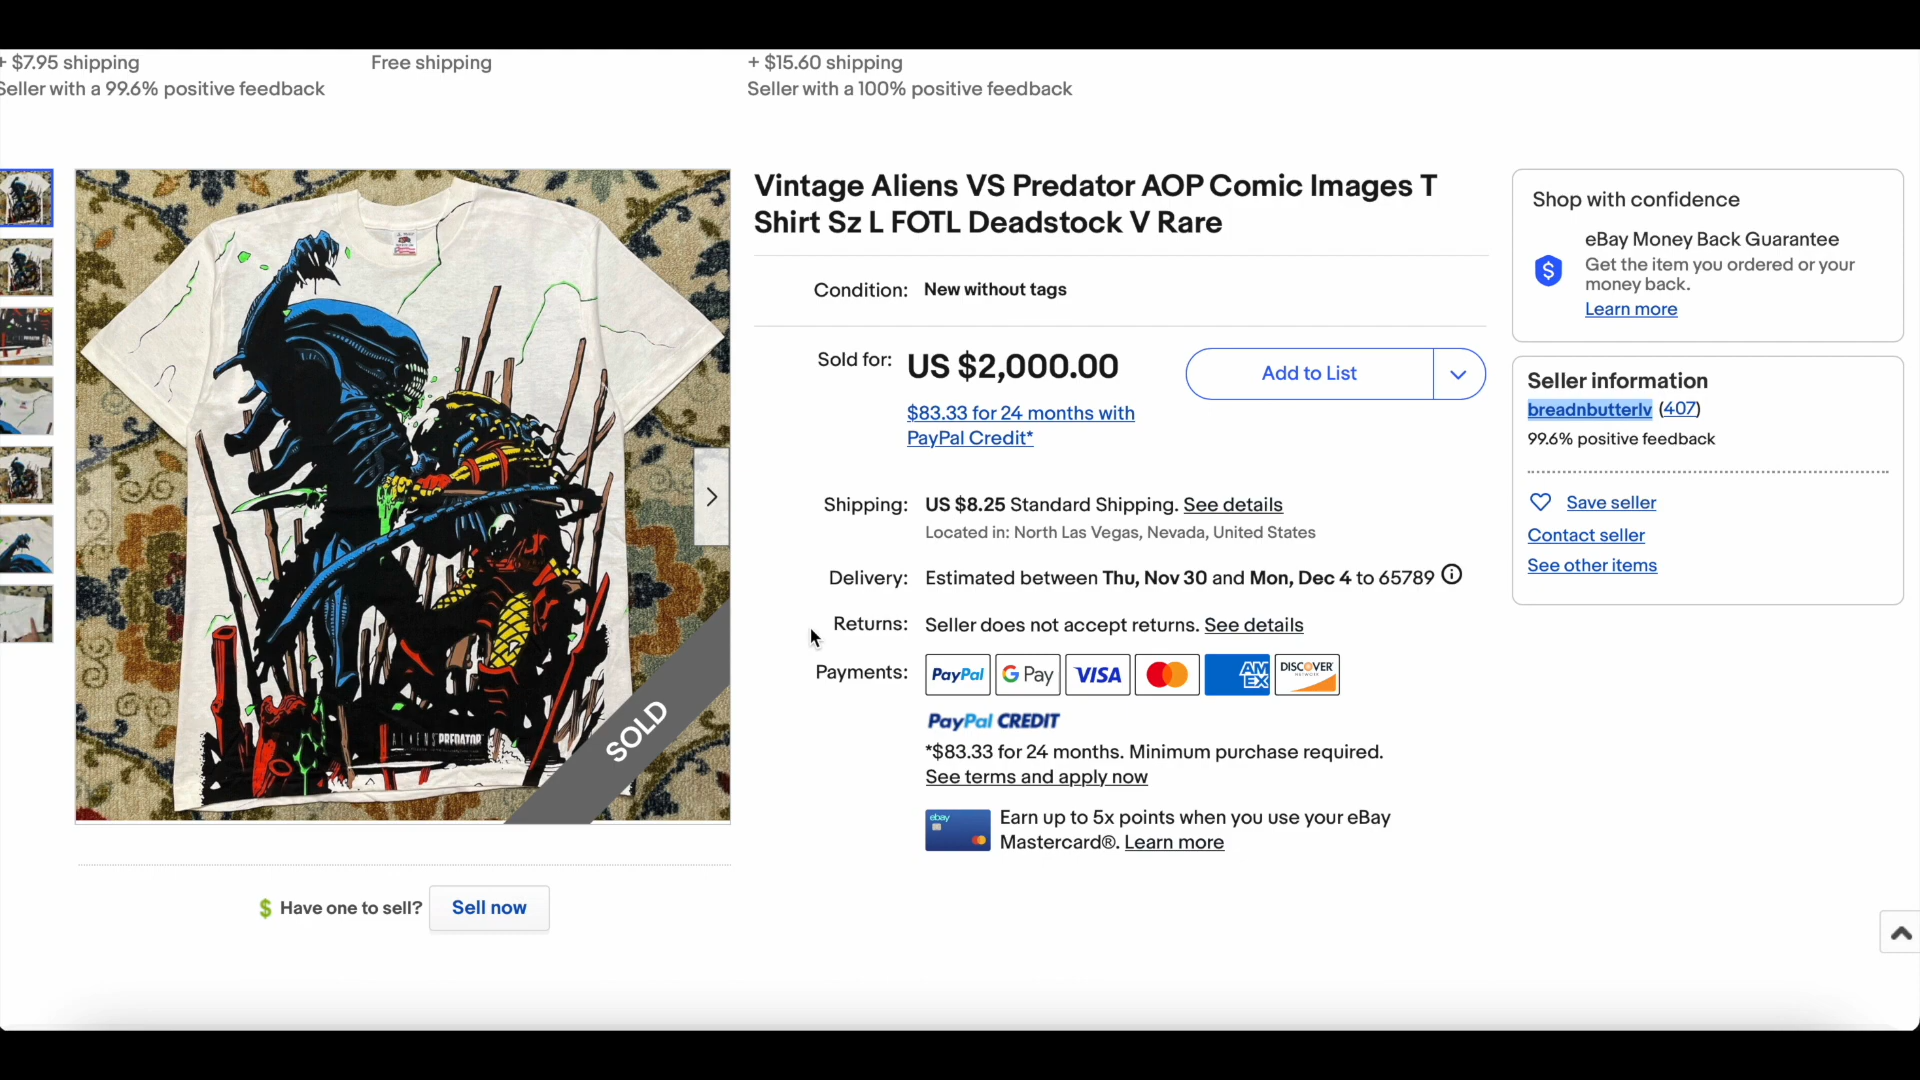 + $7.95 shipping
Free shipping
+ $15.60 shipping
Seller with a 99.6% positive feedback
Seller with a 100% positive feedback
Vintage Aliens VS Predator AOP Comic Images T
Shirt Sz L FOTL Deadstock V Rare
Condition: New without tags
Sold for: US $2,000.00
Add to List
$83.33 for 24 months with
PayPal Credit*
Shipping: US $8.25 Standard Shipping. See details
Located in: North Las Vegas, Nevada, United States
Delivery: Estimated between Thu, Nov 30 and Mon, Dec 4 to 65789
Returns: Seller does not accept returns. See details
Payments: PayPal G Pay VISA AM EX DISCOVER NETWORK
PayPal CREDIT
*$83.33 for 24 months. Minimum purchase required.
See terms and apply now
ebay
Earn up to 5x points when you use your eBay
Mastercard®. Learn more
ALIENS PREDATOR
SOLD
Have one to sell? Sell now
Shop with confidence
eBay Money Back Guarantee
Get the item you ordered or your
money back.
Learn more
Seller information
breadnbutterlv (407)
99.6% positive feedback
Save seller
Contact seller
See other items